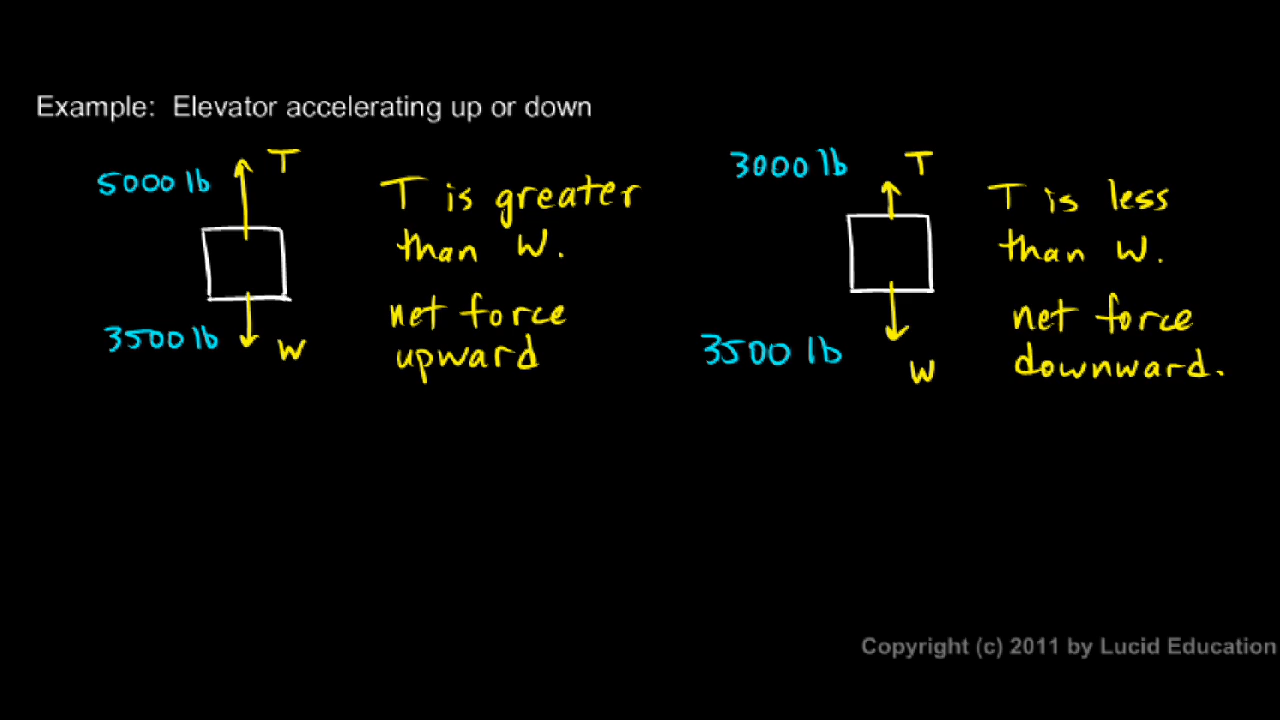 Example: Elevator accelerating up or down
5000 lb
T
3500 lb
W
T is greater
than W.
net force
upward
3000 lb
T
3500 lb
W
T is less
than W.
net force
downward.
Copyright (c) 2011 by Lucid Education